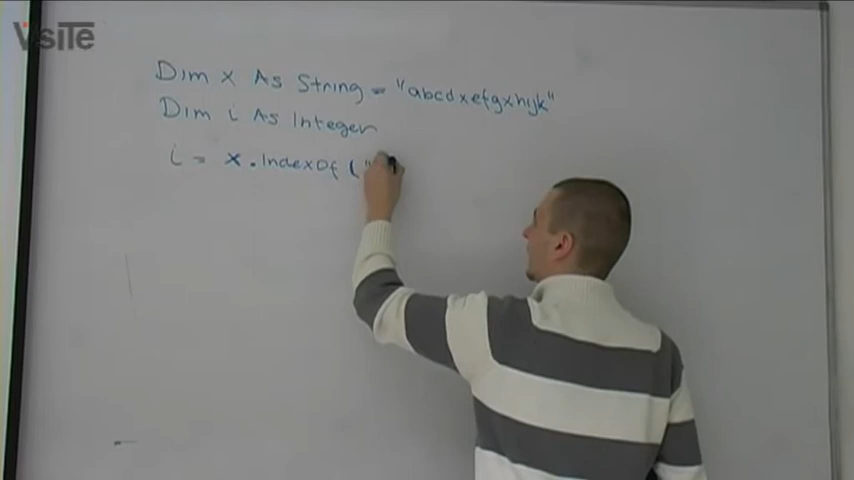 VsiTe
Dim x As String = "abcdxefgxhijk"
Dim i As Integer
i = x.IndexOf ("